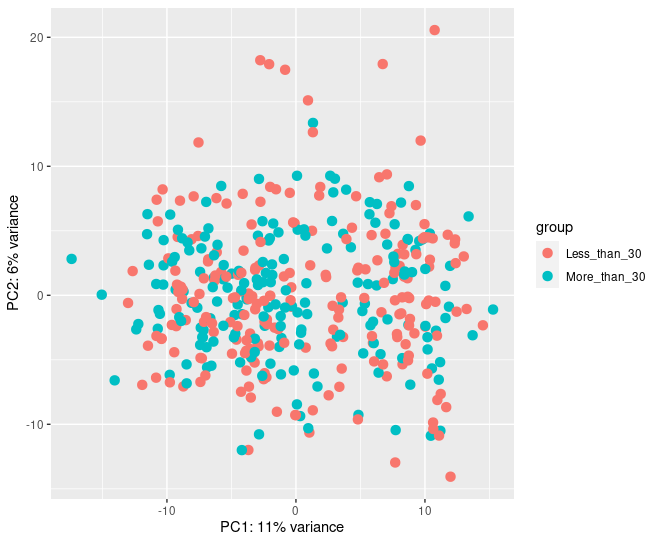 20
10
0
-10
PC2: 6% variance
-10
0
10
PC1: 11% variance
group
Less_than_30
More_than_30